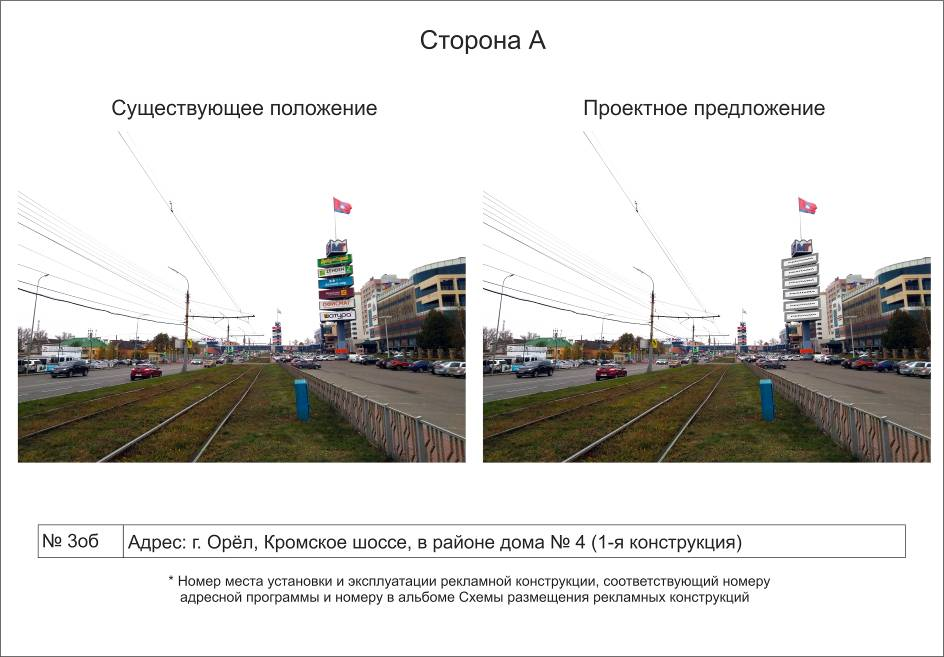 Сторона А
Существующее положение
Проектное предложение
№ 3об
Адрес: г. Орёл, Кромское шоссе, в районе дома № 4 (1-я конструкция)
* Номер места установки и эксплуатации рекламной конструкции, соответствующий номеру
адресной программы и номеру в альбоме Схемы размещения рекламных конструкций